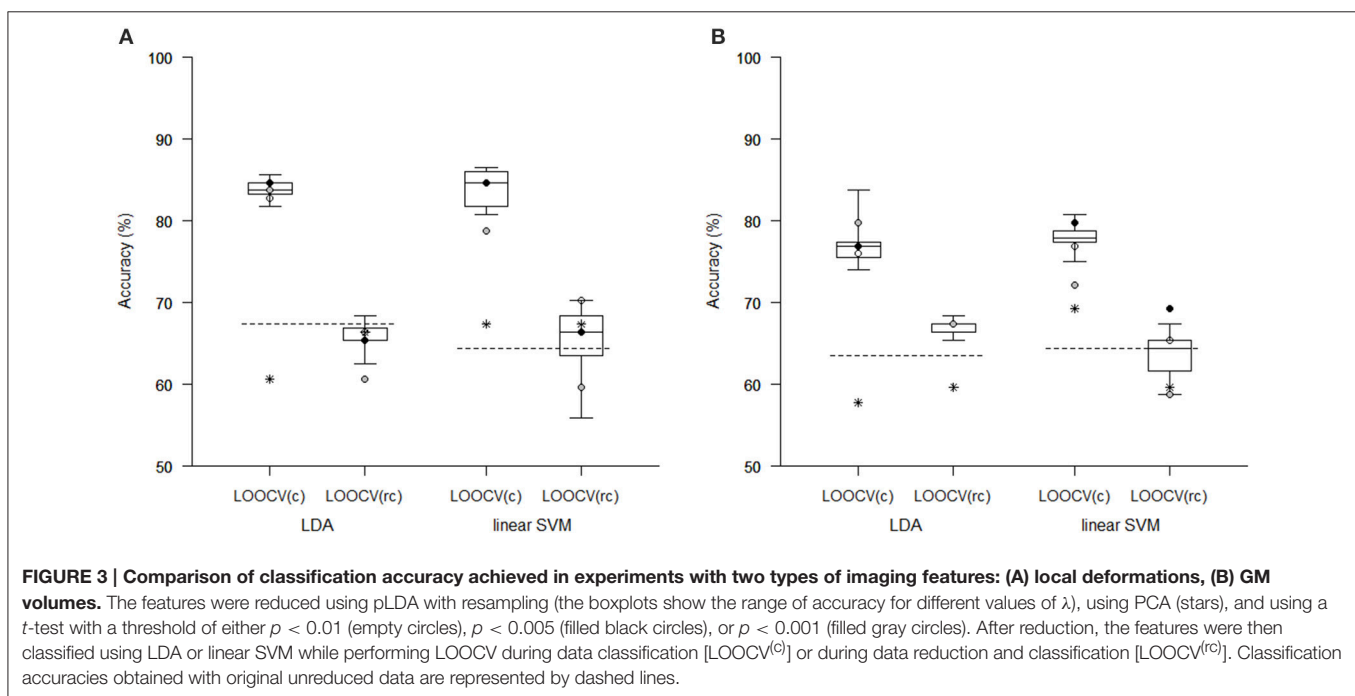 A
B
100
90
80
70
60
50
Accuracy (%)
LOOCV(c) LOOCV(rc) LOOCV(c) LOOCV(rc)
LDA linear SVM
100
90
80
70
60
50
Accuracy (%)
LOOCV(c) LOOCV(rc) LOOCV(c) LOOCV(rc)
LDA linear SVM
FIGURE 3 | Comparison of classification accuracy achieved in experiments with two types of imaging features: (A) local deformations, (B) GM
volumes. The features were reduced using pLDA with resampling (the boxplots show the range of accuracy for different values of λ), using PCA (stars), and using a
t-test with a threshold of either p < 0.01 (empty circles), p < 0.005 (filled black circles), or p < 0.001 (filled gray circles). After reduction, the features were then
classified using LDA or linear SVM while performing LOOCV during data classification [LOOCV(c)] or during data reduction and classification [LOOCV(rc)]. Classification
accuracies obtained with original unreduced data are represented by dashed lines.